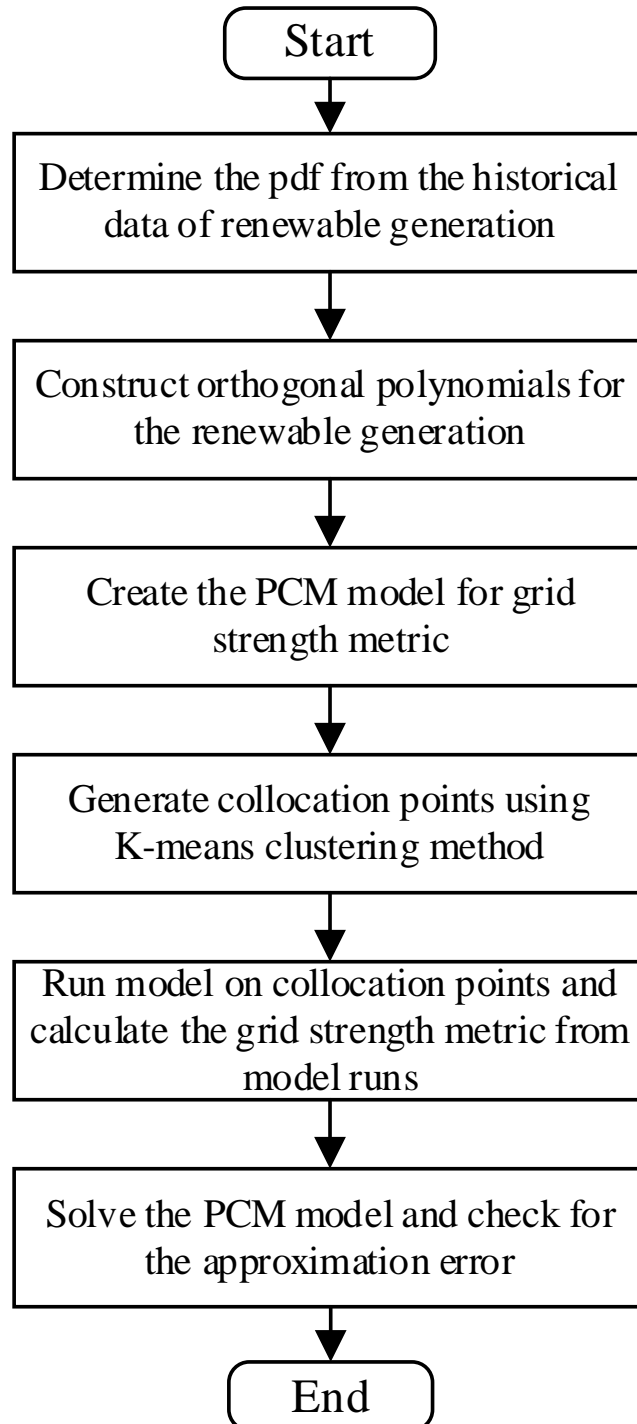 Start
Determine the pdf from the historical
data of renewable generation
Construct orthogonal polynomials for
the renewable generation
Create the PCM model for grid
strength metric
Generate collocation points using
K-means clustering method
Run model on collocation points and
calculate the grid strength metric from
model runs
Solve the PCM model and check for
the approximation error
End